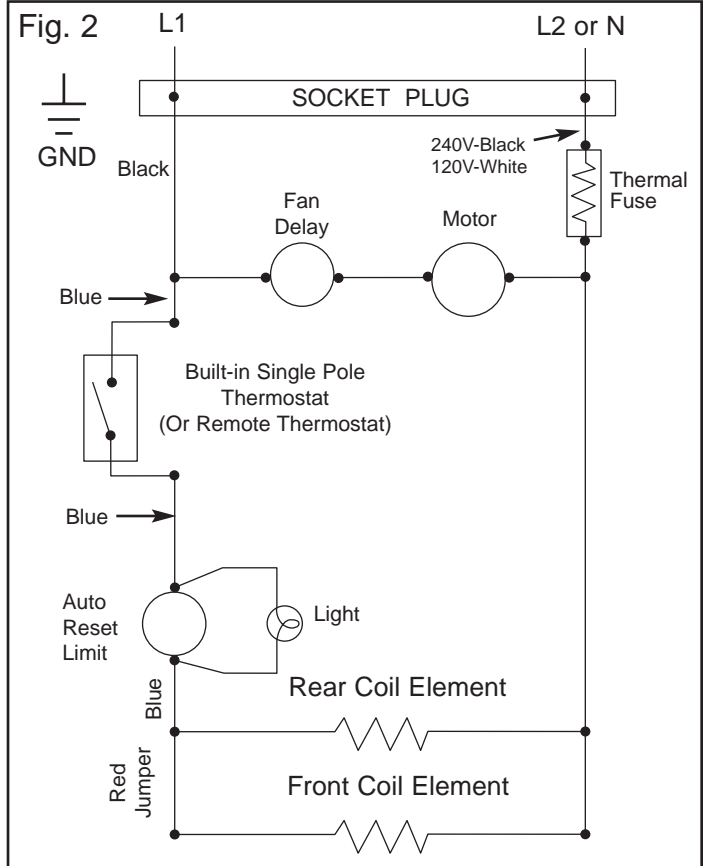 Fig. 2
L1
L2 or N
SOCKET PLUG
GND
Black
240V-Black
120V-White
Thermal
Fuse
Fan
Delay
Motor
Blue
Built-in Single Pole
Thermostat
(Or Remote Thermostat)
Blue
Auto
Reset
Limit
Light
Blue
Rear Coil Element
Red
Jumper
Front Coil Element